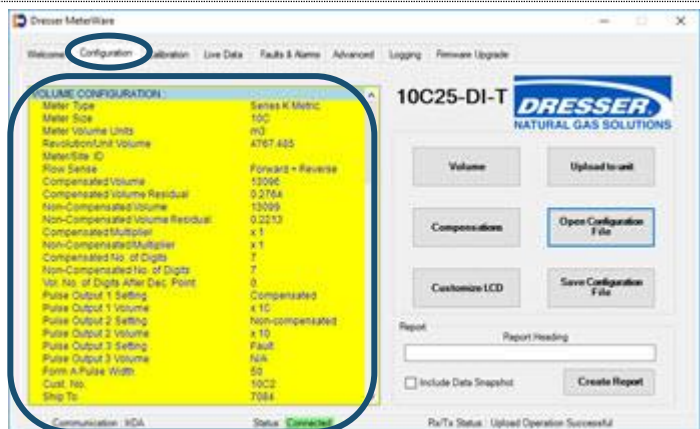 Dresser MeterWare
Welcome Configuration Calibration Live Data Faults & Alarms Advanced Logging Firmware Upgrade
VOLUME CONFIGURATION:
Meter Type Series K Metric
Meter Size 10C
Meter Volume Units m3
Revolution/Unit Volume 4767.485
Meter/Site ID
Flow Sense Forward + Reverse
Compensated Volume 13096
Compensated Volume Residual 0.2764
Non-Compensated Volume 13099
Non-Compensated Volume Residual 0.2213
Compensated Multiplier x 1
Non-Compensated Multiplier x 1
Compensated No. of Digits 7
Non-Compensated No. of Digits 7
Vol. No. of Digits After Dec. Point 0
Pulse Output 1 Setting Compensated
Pulse Output 1 Volume x 10
Pulse Output 2 Setting Non-compensated
Pulse Output 2 Volume x 10
Pulse Output 3 Setting Fault
Pulse Output 3 Volume N/A
Form A Pulse Width 50
Cust. No. 10C2
Ship To 7084
10C25-DI-T
DRESSER
NATURAL GAS SOLUTIONS
Volume Upload to unit
Compensations Open Configuration File
Customize LCD Save Configuration File
Report
Report Heading
Include Data Snapshot Create Report
Communication : IrDA Status : Connected Rx/Tx Status : Upload Operation Successful